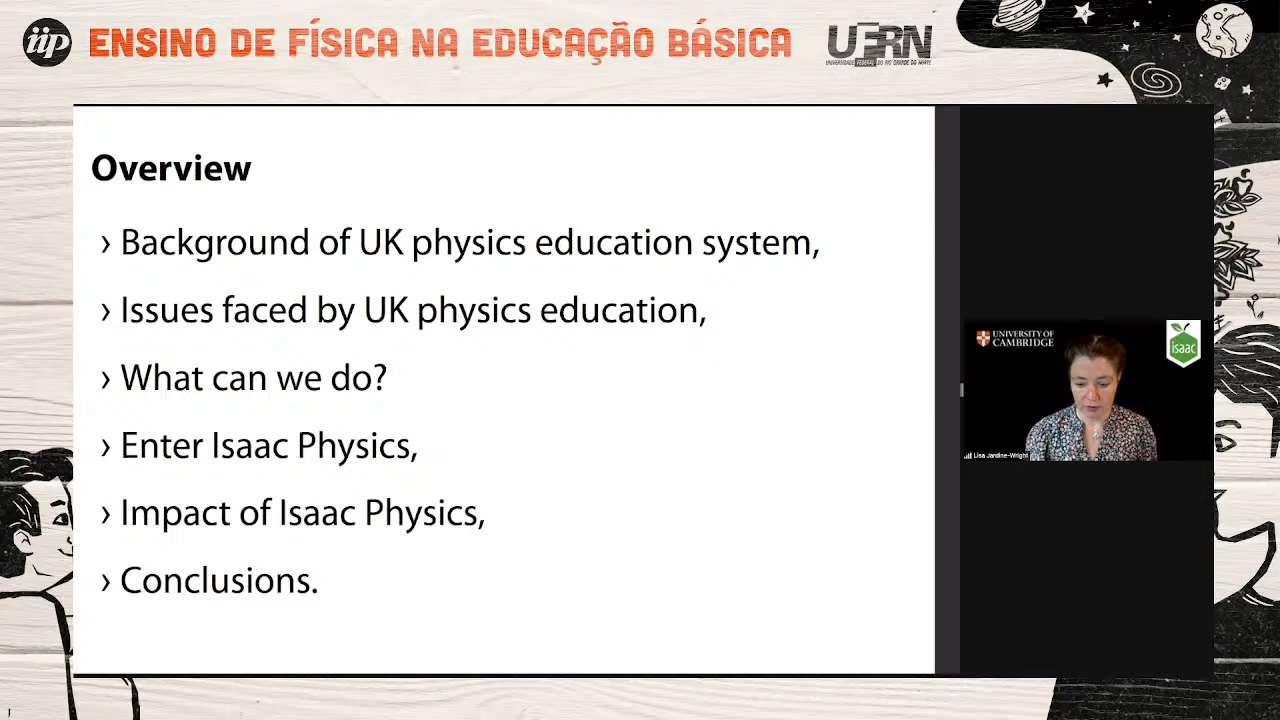 iip
ENSINO DE FÍSICA NA EDUCAÇÃO BÁSICA
UFRN
UNIVERSIDADE FEDERAL DO RIO GRANDE DO NORTE
Overview
› Background of UK physics education system,
› Issues faced by UK physics education,
› What can we do?
› Enter Isaac Physics,
› Impact of Isaac Physics,
› Conclusions.
UNIVERSITY OF
CAMBRIDGE
isaac
Lisa Jardine-Wright